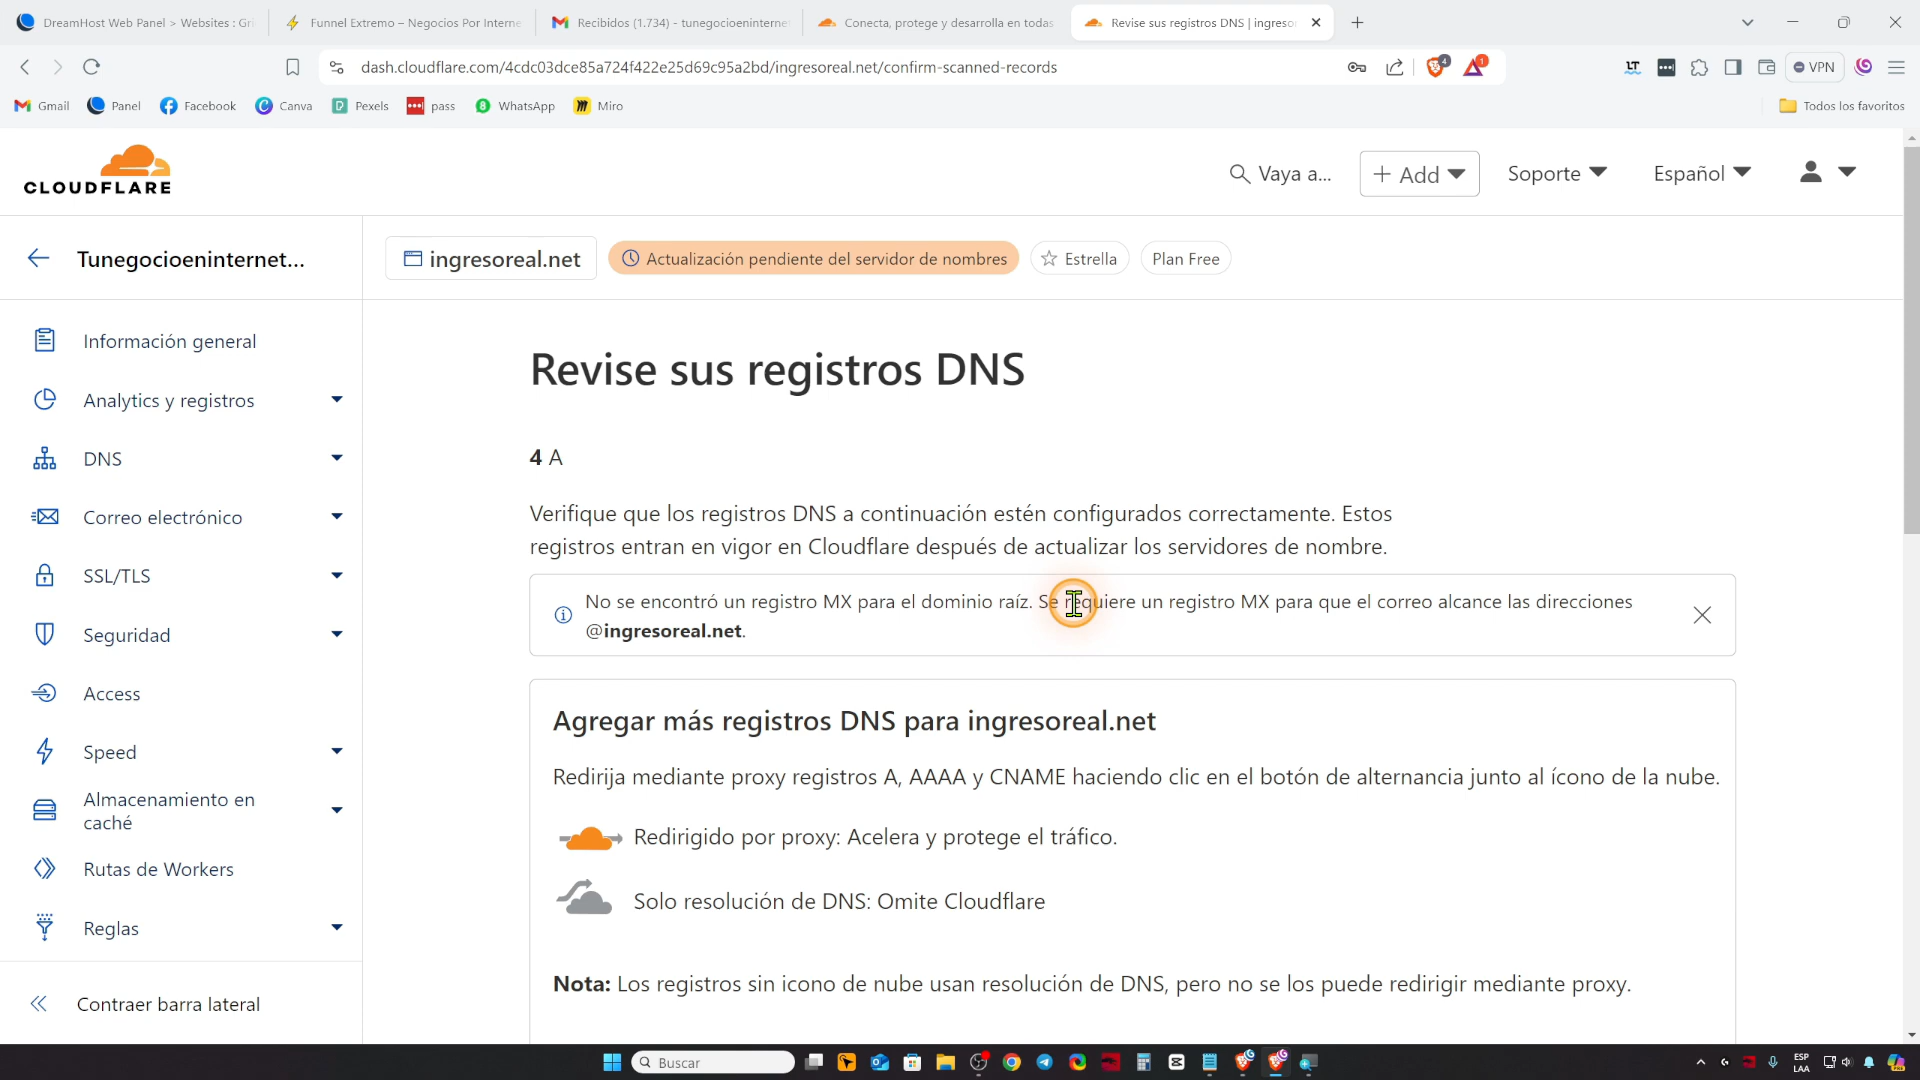 DreamHost Web Panel > Websites : Gri
Funnel Extremo – Negocios Por Interne
Recibidos (1.734) - tunegocioeninterne
Conecta, protege y desarrolla en todas
Revise sus registros DNS | ingreso
dash.cloudflare.com/4cdc03dce85a724f422e25d69c95a2bd/ingresoreal.net/confirm-scanned-records
4
1
LT
VPN
Gmail
Panel
Facebook
Canva
Pexels
pass
WhatsApp
Miro
Todos los favoritos
CLOUDFLARE
Vaya a...
+ Add
Soporte
Español
Tunegocioeninternet...
ingresoreal.net
Actualización pendiente del servidor de nombres
Estrella
Plan Free
Información general
Analytics y registros
DNS
Correo electrónico
SSL/TLS
Seguridad
Access
Speed
Almacenamiento en
caché
Rutas de Workers
Reglas
Contraer barra lateral
Revise sus registros DNS
4 A
Verifique que los registros DNS a continuación estén configurados correctamente. Estos
registros entran en vigor en Cloudflare después de actualizar los servidores de nombre.
No se encontró un registro MX para el dominio raíz. Se requiere un registro MX para que el correo alcance las direcciones
@ingresoreal.net.
Agregar más registros DNS para ingresoreal.net
Redirija mediante proxy registros A, AAAA y CNAME haciendo clic en el botón de alternancia junto al ícono de la nube.
Redirigido por proxy: Acelera y protege el tráfico.
Solo resolución de DNS: Omite Cloudflare
Nota: Los registros sin icono de nube usan resolución de DNS, pero no se los puede redirigir mediante proxy.
Buscar
ESP
LAA